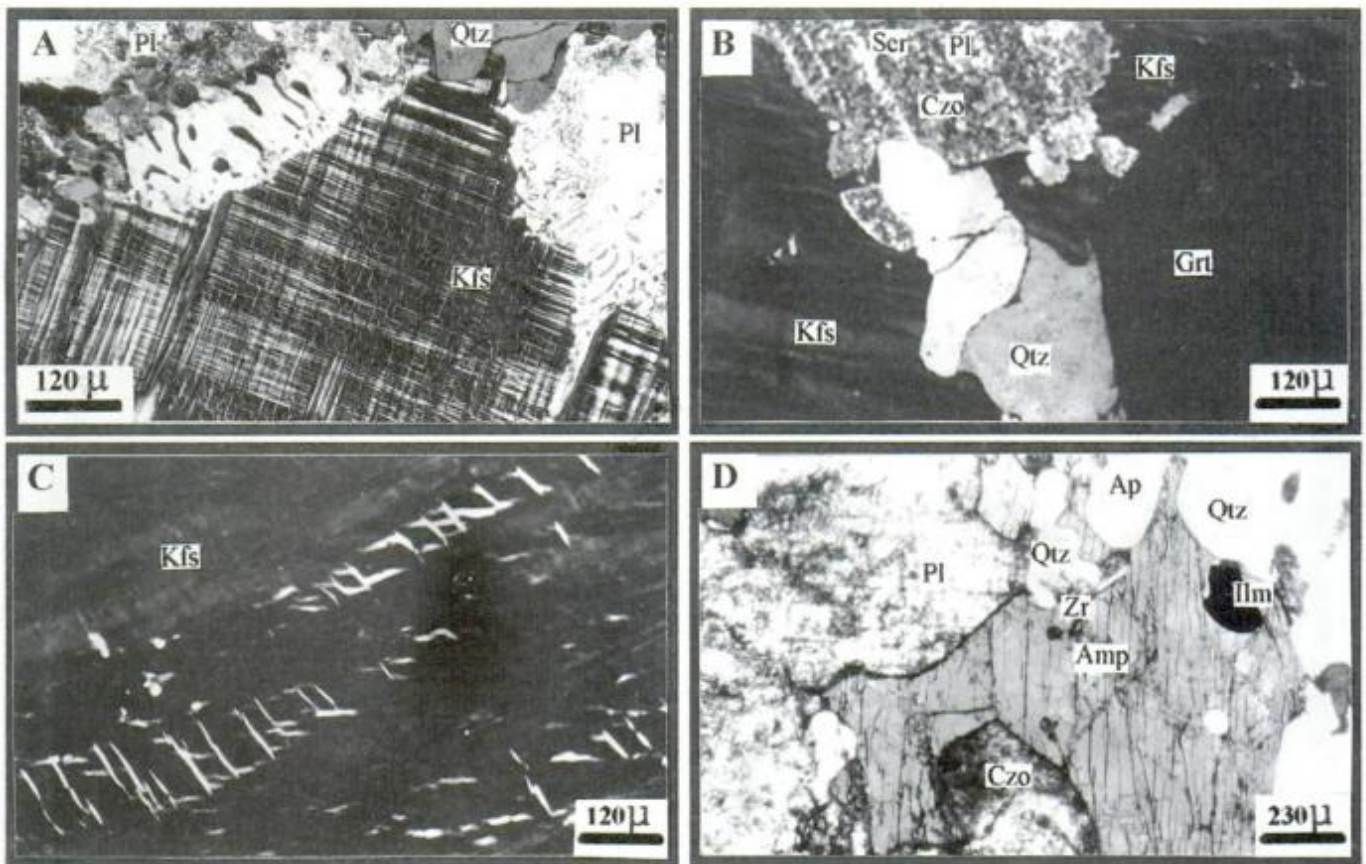 A
Pl
Qtz
Pl
Kfs
120 µ
B
Scr
Pl
Kfs
Czo
Grt
Kfs
Qtz
120µ
C
Kfs
120µ
D
Ap
Qtz
Qtz
Pl
Ilm
Zr
Amp
Czo
230µ